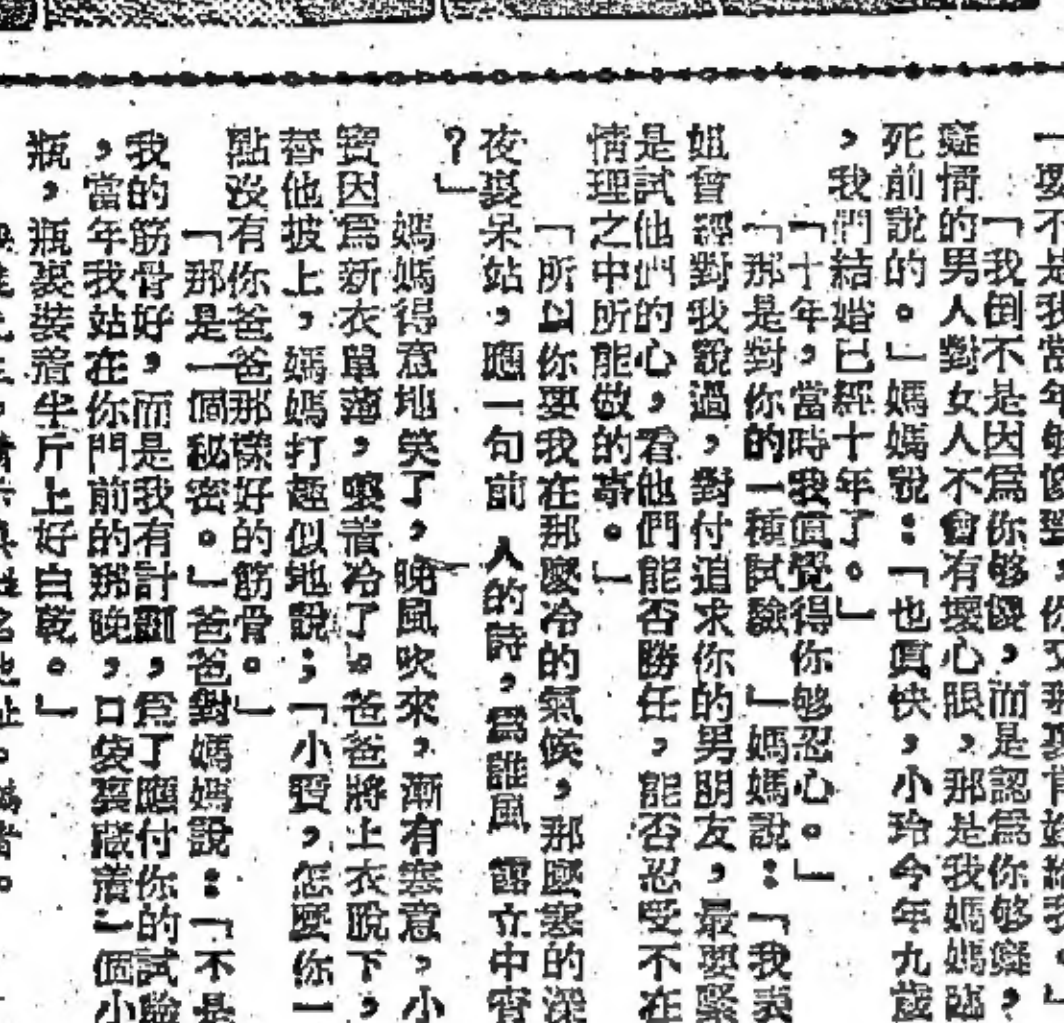 要不是我當年
「我倒不是因爲你够傻,而是認爲你够癡,
癡情的男人對女人不會有壞心眼,那是我媽媽臨
死前說的。」媽媽說:「也眞快,小玲今年九歲
,我們結婚已經十年了。」
「十年,當時我眞覺得你够忍心。」
「那是對你的一種試驗 」媽媽說:「我表
姐曾經對我說過,對付追求你的男朋友,最要緊
是試他們的心,看他們能否勝任,能否忍受不在
情理之中所能做的事。」
「所以你要我在那麼冷的氣候,那麼寒的深
夜裏呆站,應一句前人的詩,爲誰風露立中宵
?」
媽媽得意地笑了,晚風吹來,漸有寒意,小
寶因爲新衣單薄,嚷着冷了。爸爸將上衣脫下,
替他披上,媽媽打趣似地說;「小寶,怎麼你一
點沒有你爸爸那樣好的筋骨。」
「那是一個秘密。」爸爸對媽媽說:「不是
我的筋骨好,而是我有計劃,爲了應付你的試驗
,當年我站在你門前的那晚,口袋裏藏着一個小
瓶,瓶裏裝着半斤上好白乾。」